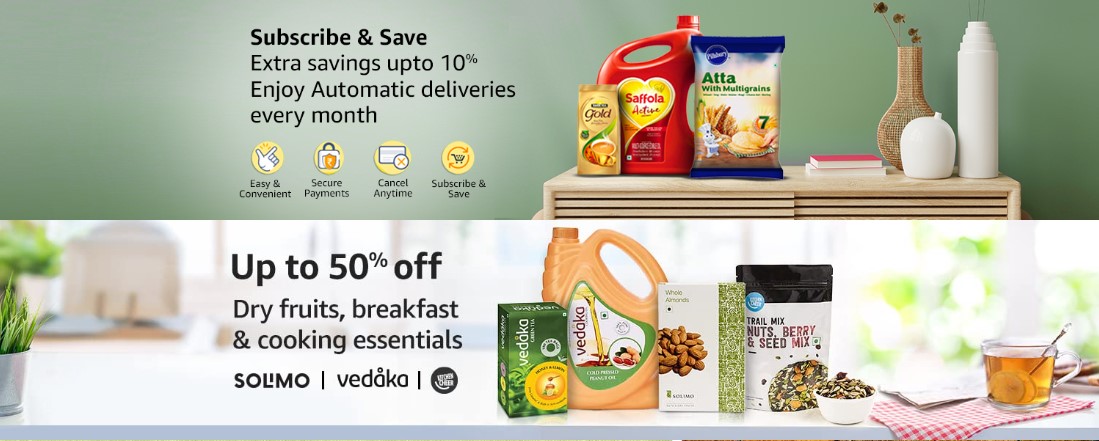 Subscribe & Save
Extra savings upto 10%
Enjoy Automatic deliveries
every month
Easy &
Convenient
Secure
Payments
Cancel
Anytime
Subscribe &
Save
Gold
Saffola
Active
Pillsbury
Atta
With Multigrains
7
Up to 50% off
Dry fruits, breakfast
& cooking essentials
SOLIMO | vedaka |
KITCHEN
CHEER
vedaka
vedaka
COLD PRESSED
PEANUT OIL
Whole
Almonds
SOLIMO
TRAIL MIX
NUTS, BERRY
& SEED MIX